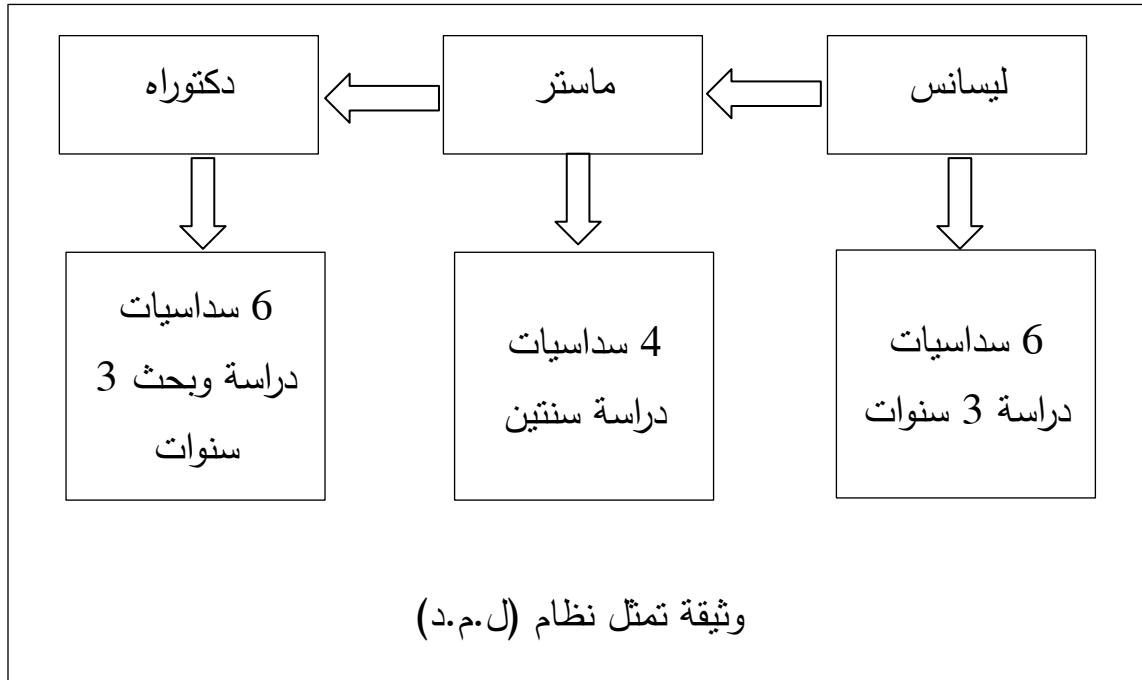 ليسانس
ماستر
دكتوراه
6 سداسيات
دراسة 3 سنوات
4 سداسيات
دراسة سنتين
6 سداسيات
دراسة وبحث 3
سنوات
وثيقة تمثل نظام (ل.م.د)